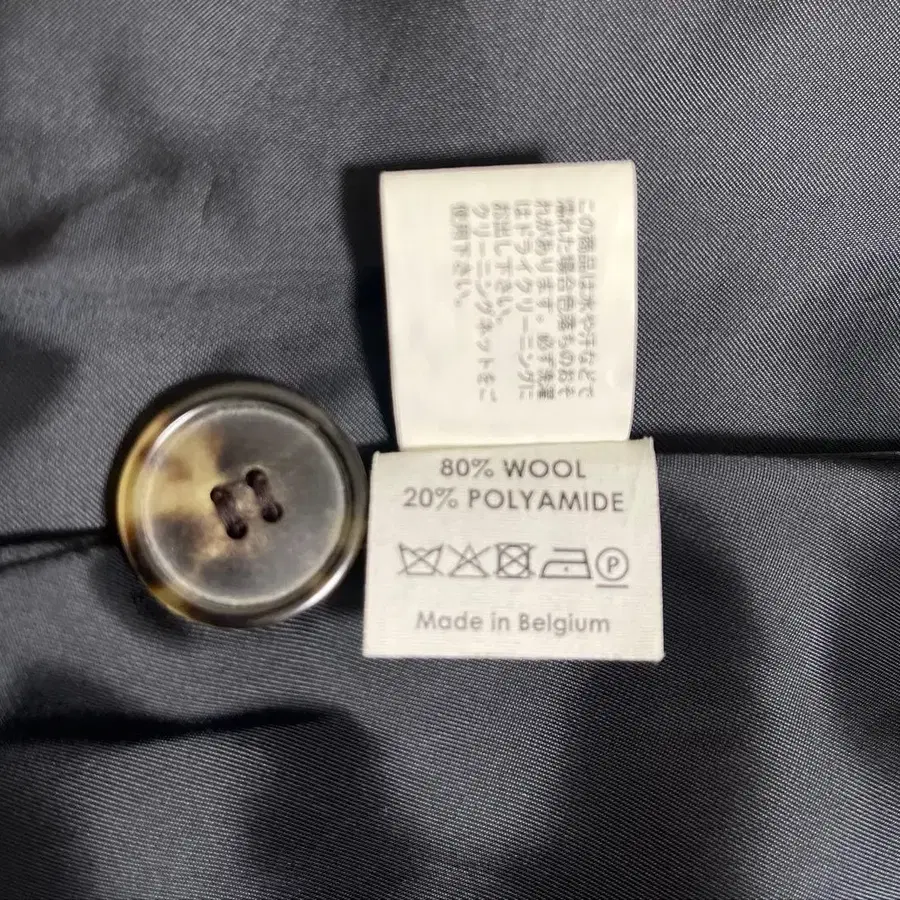 この商品は水や汗などで
濡れた場合色落ちのおそ
れがあります。必ず洗濯
はドライクリーニングに
お出し下さい。
クリーニングネットをご
使用下さい。
80% WOOL
20% POLYAMIDE
P
Made in Belgium